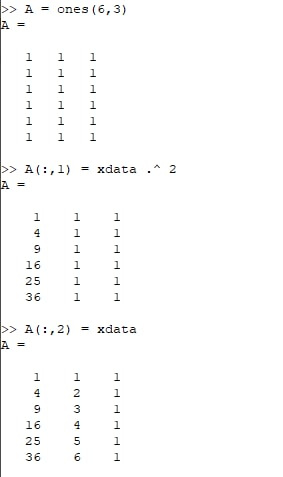 >> A = ones(6,3)
A =
1 1 1
1 1 1
1 1 1
1 1 1
1 1 1
1 1 1
>> A(:,1) = xdata .^ 2
A =
1 1 1
4 1 1
9 1 1
16 1 1
25 1 1
36 1 1
>> A(:,2) = xdata
A =
1 1 1
4 2 1
9 3 1
16 4 1
25 5 1
36 6 1